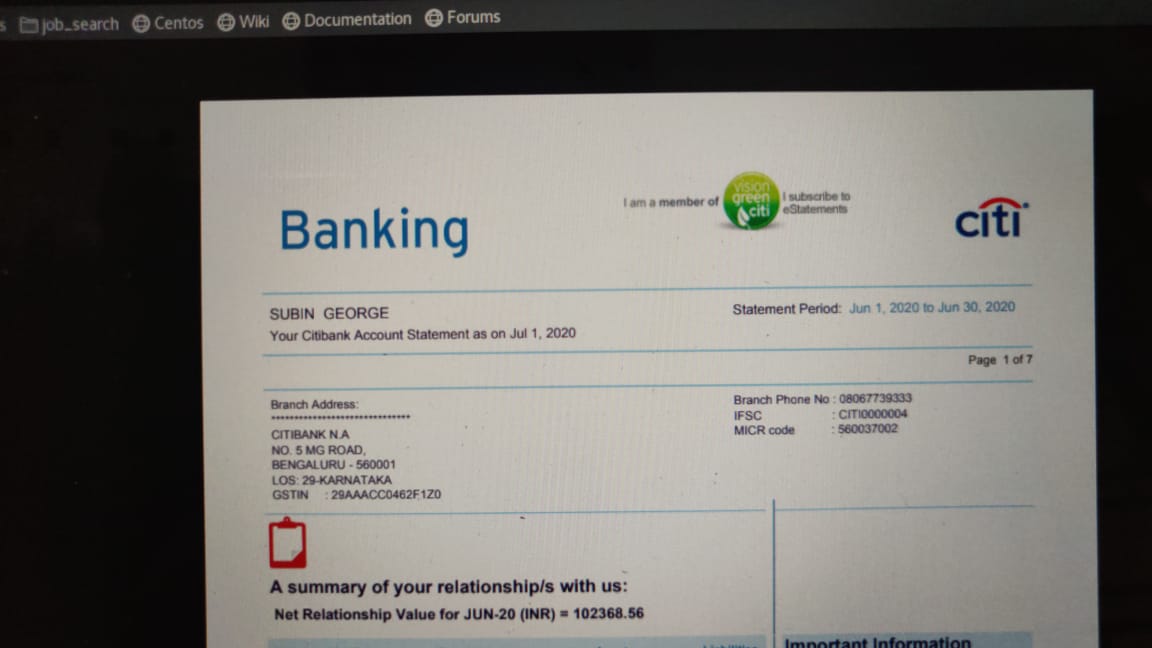 s job_search Centos Wiki Documentation Forums
I am a member of vision green citi I subscribe to eStatements
Banking
citi
SUBIN GEORGE
Statement Period: Jun 1, 2020 to Jun 30, 2020
Your Citibank Account Statement as on Jul 1, 2020
Page 1 of 7
Branch Address:
******************************
CITIBANK N.A
NO. 5 MG ROAD,
BENGALURU - 560001
LOS: 29-KARNATAKA
GSTIN : 29AAACC0462F1Z0
Branch Phone No : 08067739333
IFSC : CITI0000004
MICR code : 560037002
A summary of your relationship/s with us:
Net Relationship Value for JUN-20 (INR) = 102368.56
Important Information